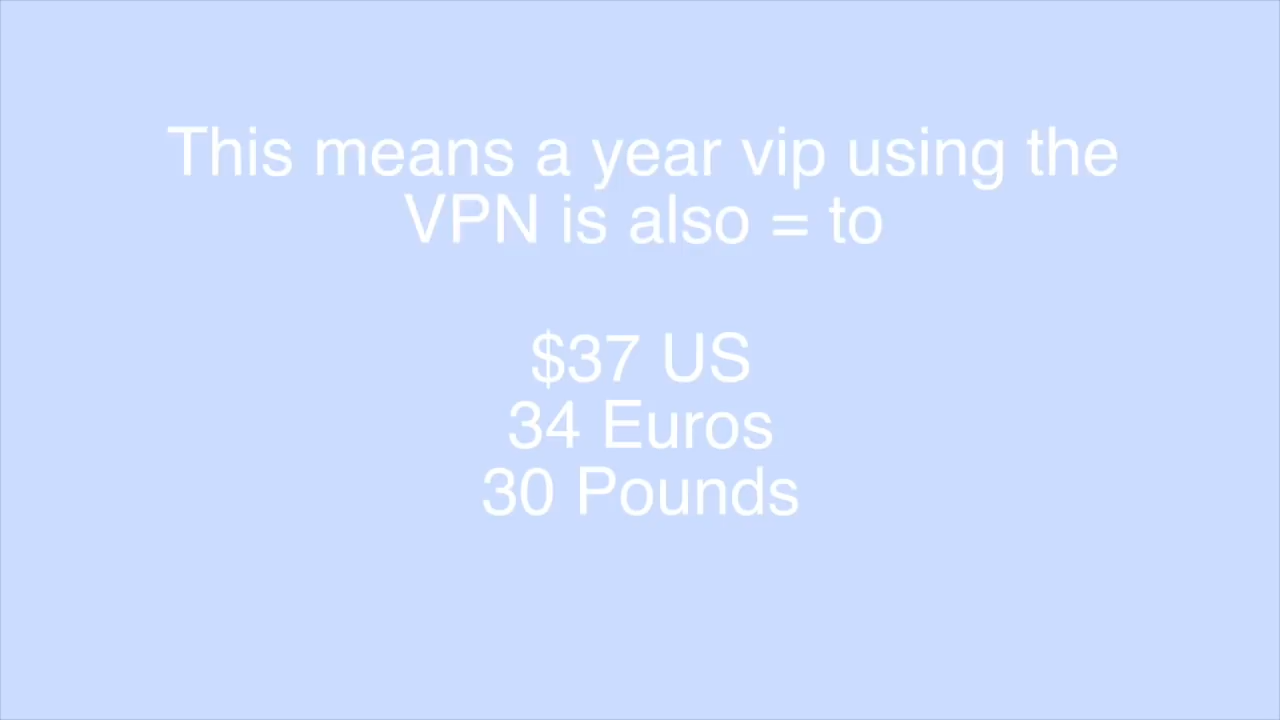 This means a year vip using the
VPN is also = to
$37 US
34 Euros
30 Pounds